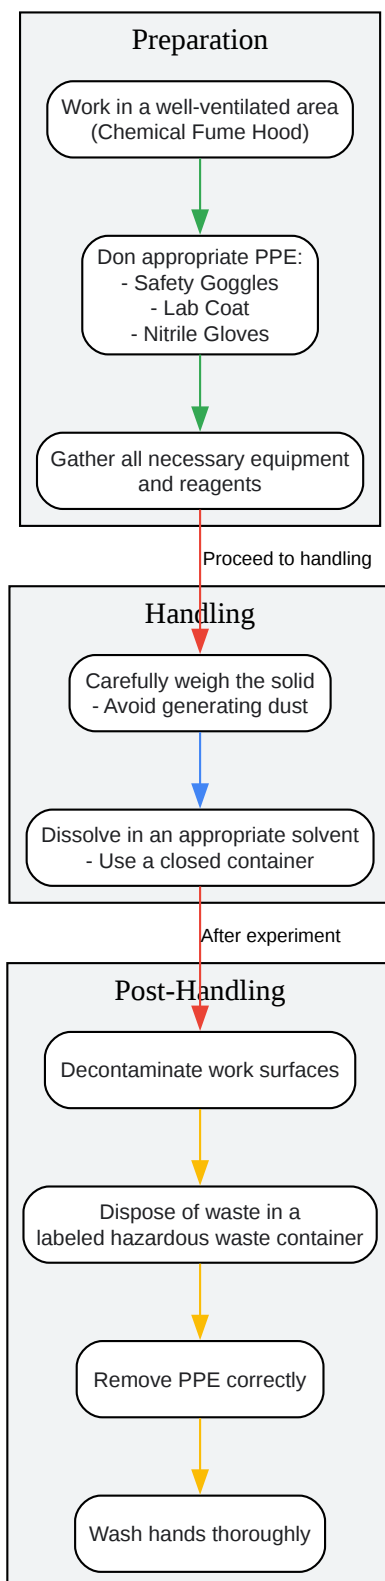 Preparation
Work in a well-ventilated area
(Chemical Fume Hood)
Don appropriate PPE:
- Safety Goggles
- Lab Coat
- Nitrile Gloves
Gather all necessary equipment
and reagents
Proceed to handling
Handling
Carefully weigh the solid
- Avoid generating dust
Dissolve in an appropriate solvent
- Use a closed container
After experiment
Post-Handling
Decontaminate work surfaces
Dispose of waste in a
labeled hazardous waste container
Remove PPE correctly
Wash hands thoroughly